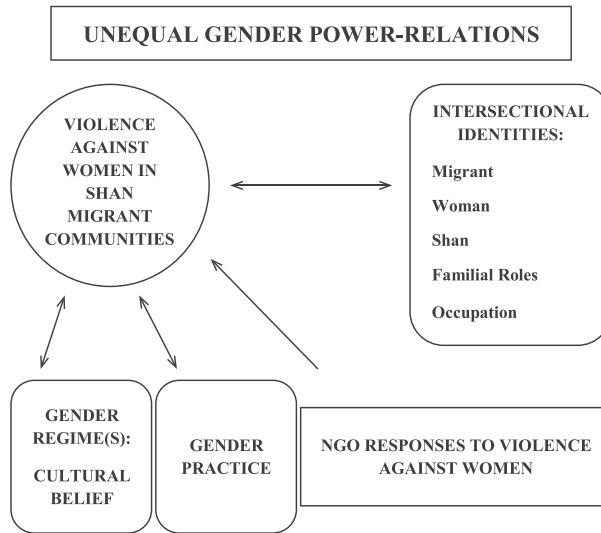 UNEQUAL GENDER POWER-RELATIONS
VIOLENCE
AGAINST
WOMEN IN
SHAN
MIGRANT
COMMUNITIES
INTERSECTIONAL
IDENTITIES:
Migrant
Woman
Shan
Familial Roles
Occupation
GENDER
REGIME(S):
CULTURAL
BELIEF
GENDER
PRACTICE
NGO RESPONSES TO VIOLENCE
AGAINST WOMEN